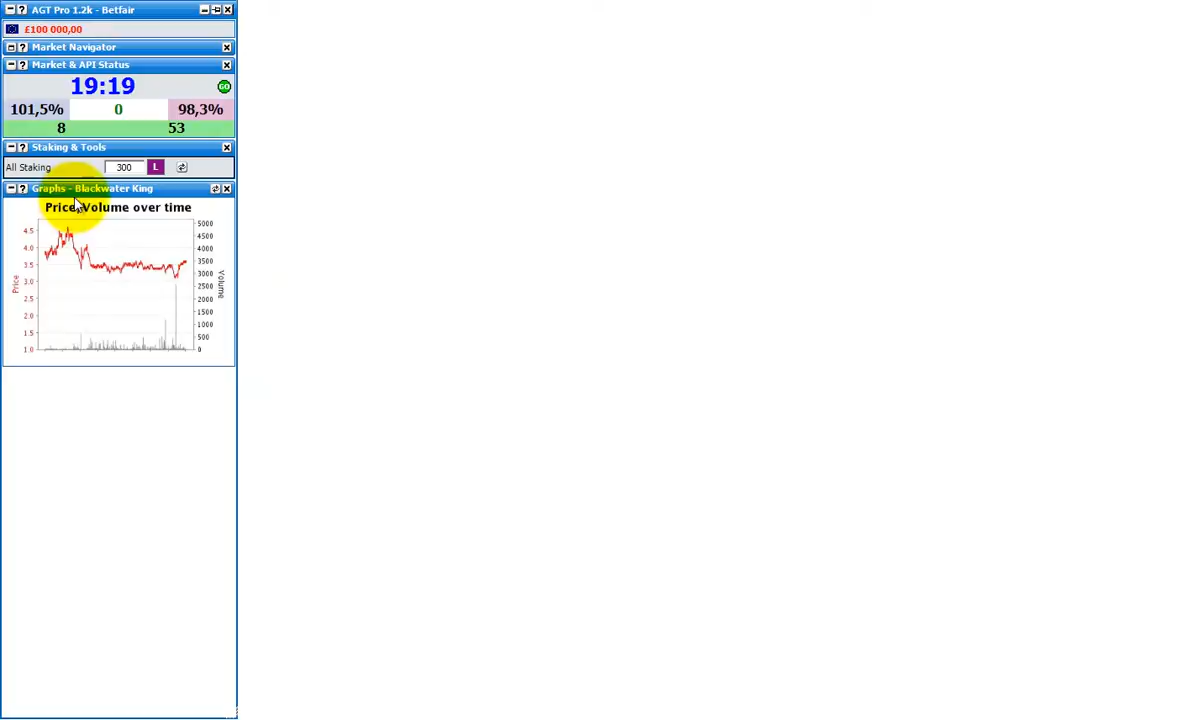 AGT Pro 1.2k - Betfair
£100 000,00
Market Navigator
Market & API Status
19:19
GO
101,5% 0 98,3%
8 53
Staking & Tools
All Staking 300 L
Graphs - Blackwater King
Price/Volume over time
5000
4.5
4500
4.0
4000
3.5
3500
3.0
3000
Price
Volume
2.5
2500
2000
2.0
1500
1.5
1000
500
1.0
0